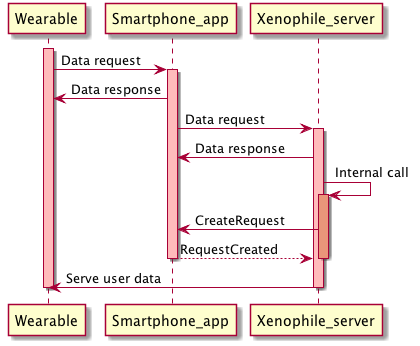 Wearable
Smartphone_app
Xenophile_server
Data request
Data response
Data request
Data response
Internal call
CreateRequest
RequestCreated
Serve user data
Wearable
Smartphone_app
Xenophile_server